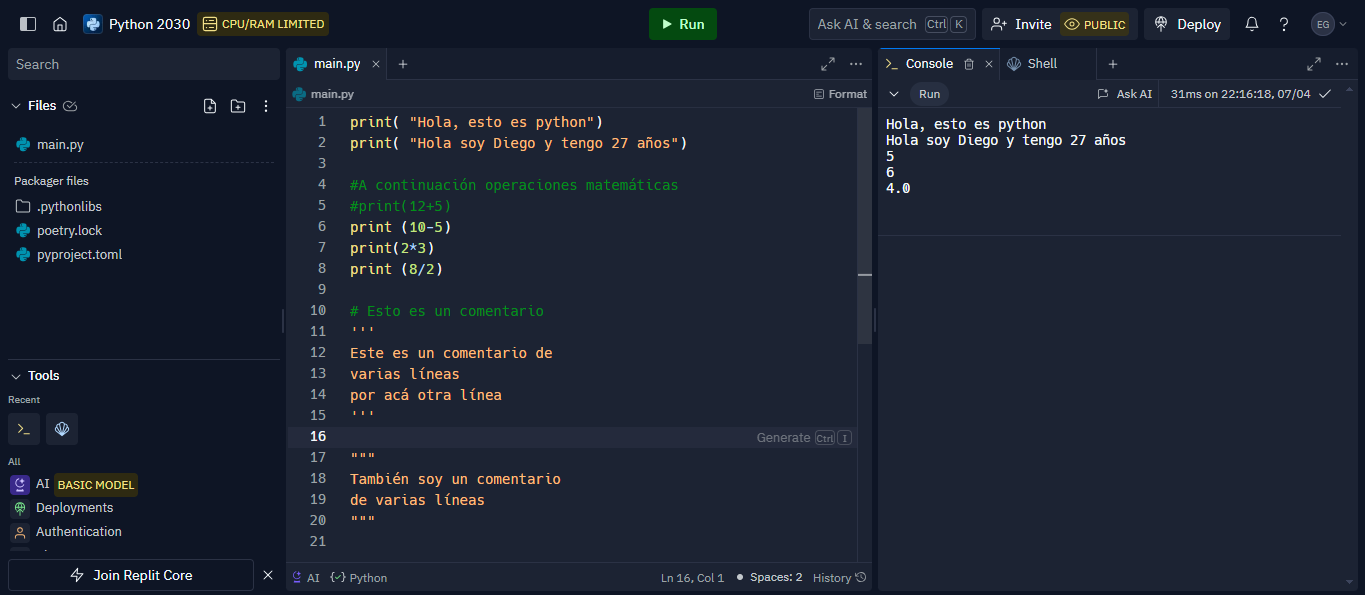 Python 2030 CPU/RAM LIMITED Run Ask AI & search Ctrl K Invite PUBLIC Deploy EG
Search
Files
main.py
Packager files
.pythonlibs
poetry.lock
pyproject.toml
Tools
Recent
All
AI BASIC MODEL
Deployments
Authentication
Join Replit Core
main.py
main.py Format
1 print( "Hola, esto es python")
2 print( "Hola soy Diego y tengo 27 años")
3
4 #A continuación operaciones matemáticas
5 #print(12+5)
6 print (10-5)
7 print(2*3)
8 print (8/2)
9
10 # Esto es un comentario
11 '''
12 Este es un comentario de
13 varias líneas
14 por acá otra línea
15 '''
16 Generate Ctrl I
17 """
18 También soy un comentario
19 de varias líneas
20 """
21
AI Python Ln 16, Col 1 Spaces: 2 History
Console Shell
Run Ask AI 31ms on 22:16:18, 07/04
Hola, esto es python
Hola soy Diego y tengo 27 años
5
6
4.0